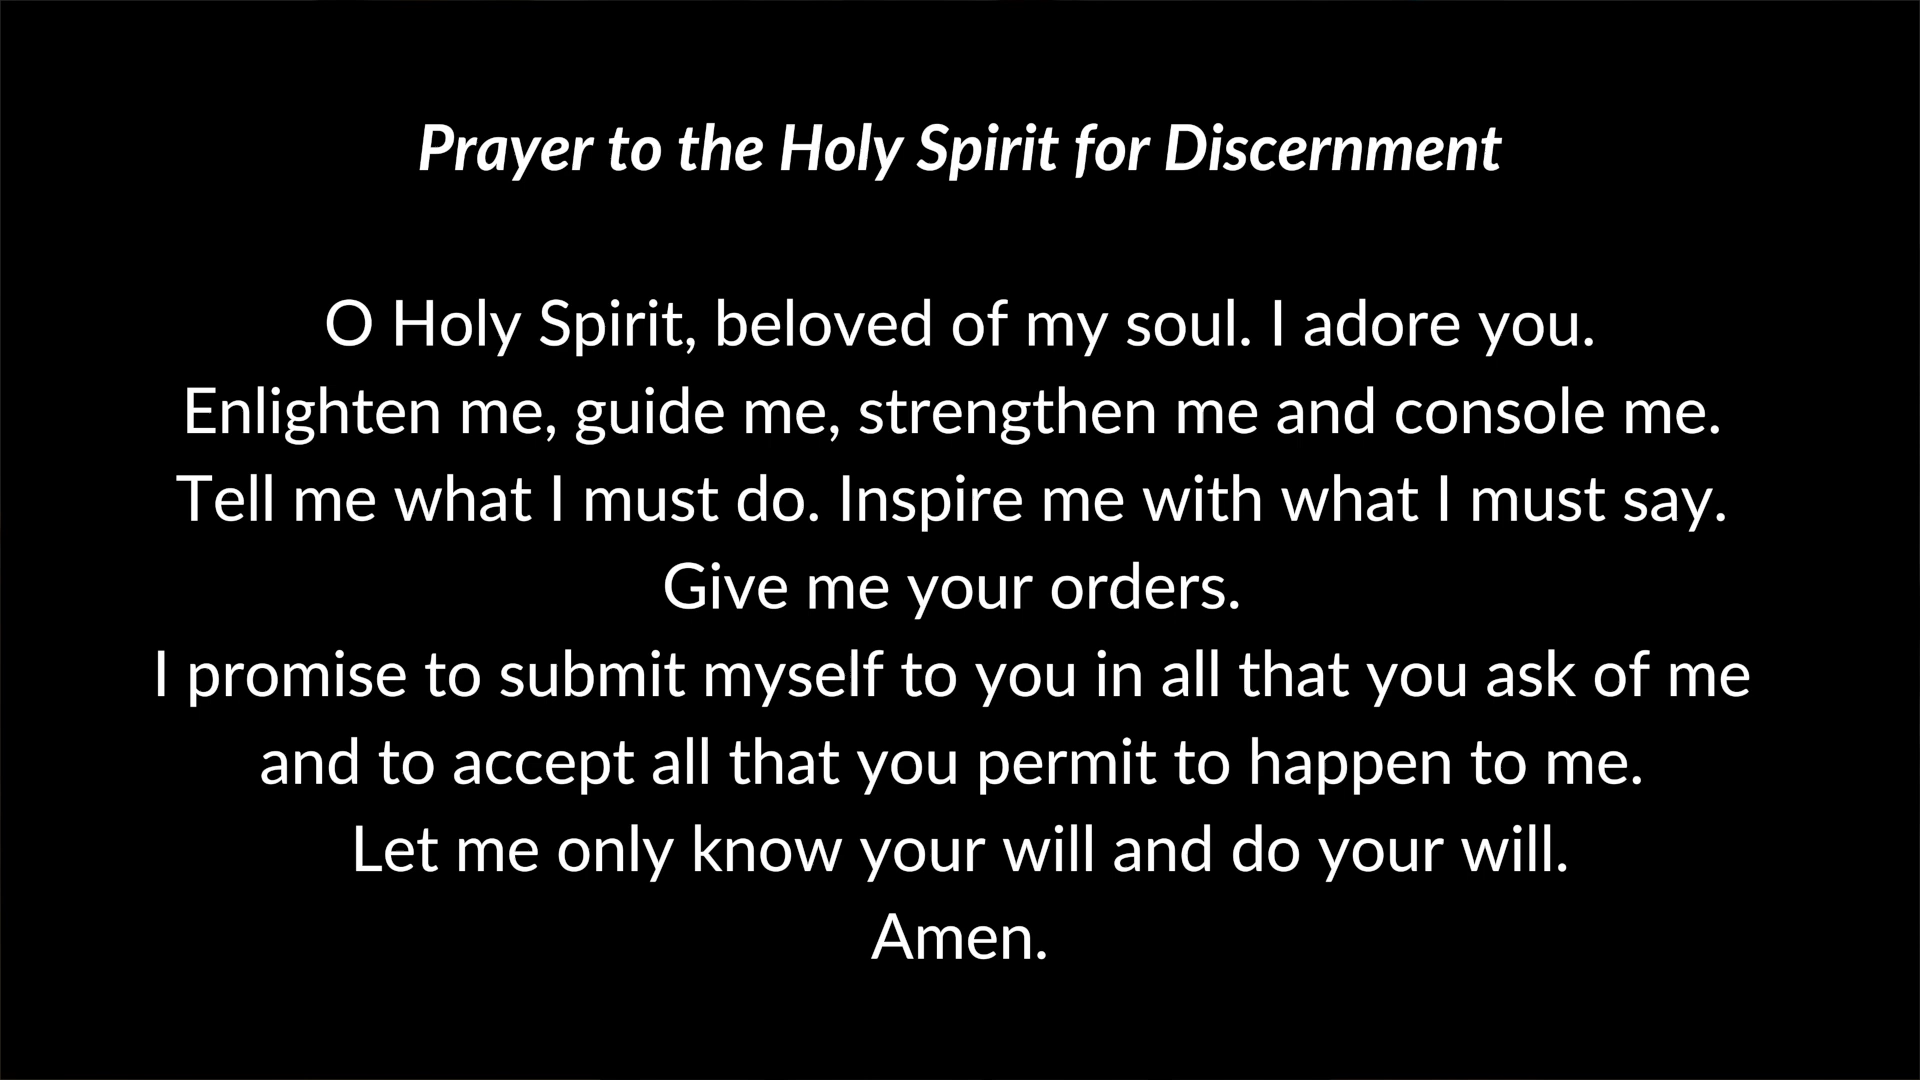 Prayer to the Holy Spirit for Discernment
O Holy Spirit, beloved of my soul. I adore you.
Enlighten me, guide me, strengthen me and console me.
Tell me what I must do. Inspire me with what I must say.
Give me your orders.
I promise to submit myself to you in all that you ask of me
and to accept all that you permit to happen to me.
Let me only know your will and do your will.
Amen.